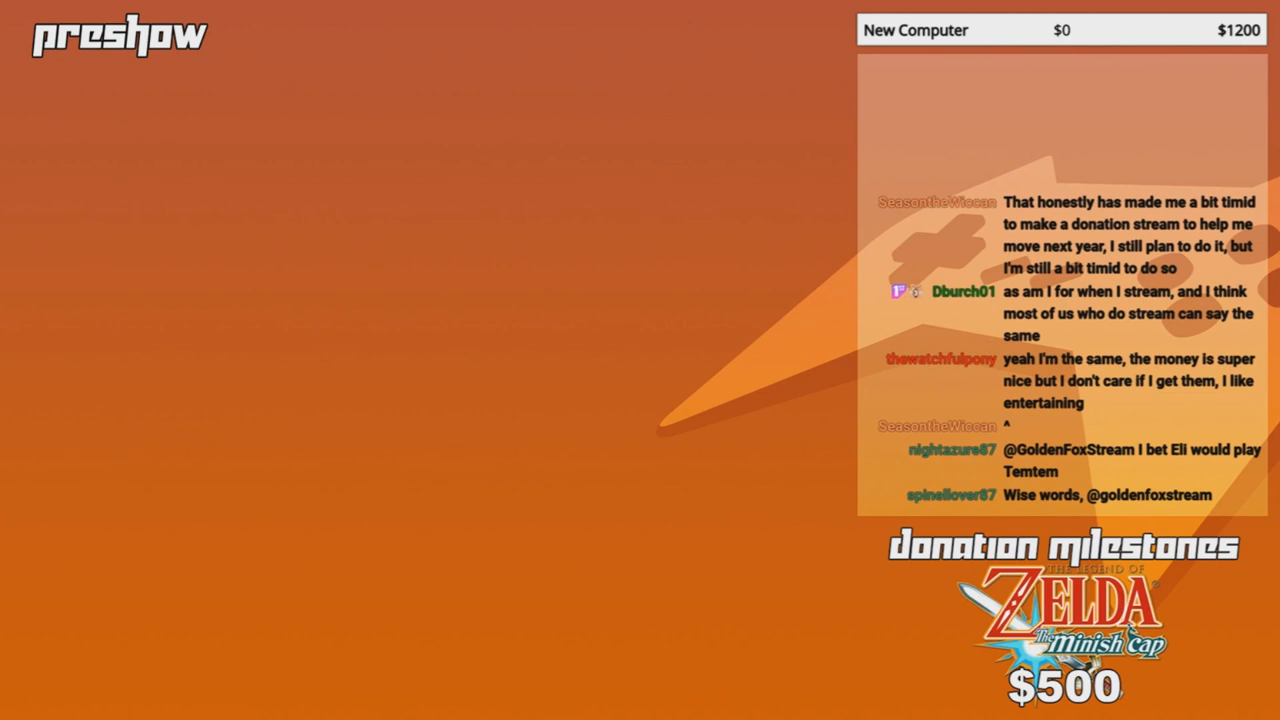 preshow
New Computer $0 $1200
SeasontheWiccan That honestly has made me a bit timid
to make a donation stream to help me
move next year, I still plan to do it, but
I'm still a bit timid to do so
1ST Dburch01 as am I for when I stream, and I think
most of us who do stream can say the
same
thewatchfulpony yeah I'm the same, the money is super
nice but I don't care if I get them, I like
entertaining
SeasontheWiccan ^
nightazure87 @GoldenFoxStream I bet Eli would play
Temtem
spinellover87 Wise words, @goldenfoxstream
donation milestones
THE LEGEND OF
ZELDA
The Minish Cap
$500